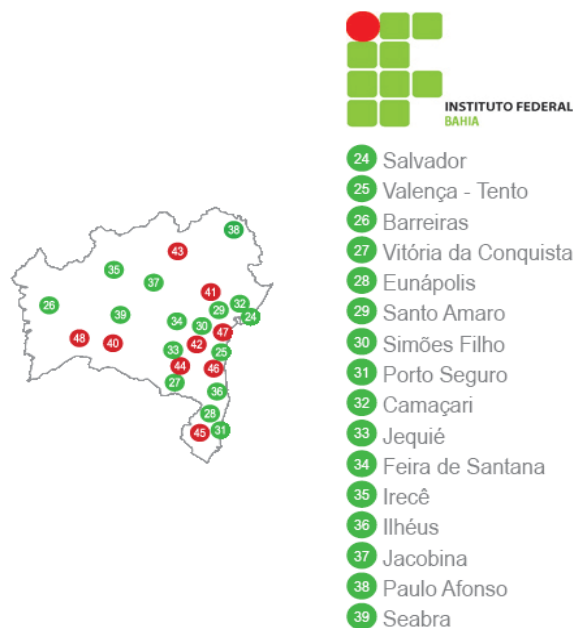 INSTITUTO FEDERAL
BAHIA
24 Salvador
25 Valença - Tento
26 Barreiras
27 Vitória da Conquista
28 Eunápolis
29 Santo Amaro
30 Simões Filho
31 Porto Seguro
32 Camaçari
33 Jequié
34 Feira de Santana
35 Irecê
36 Ilhéus
37 Jacobina
38 Paulo Afonso
39 Seabra
38
43
35
37
41
26
32
29
24
39
34
30
47
48
40
42
33
25
44
46
27
36
28
45
31